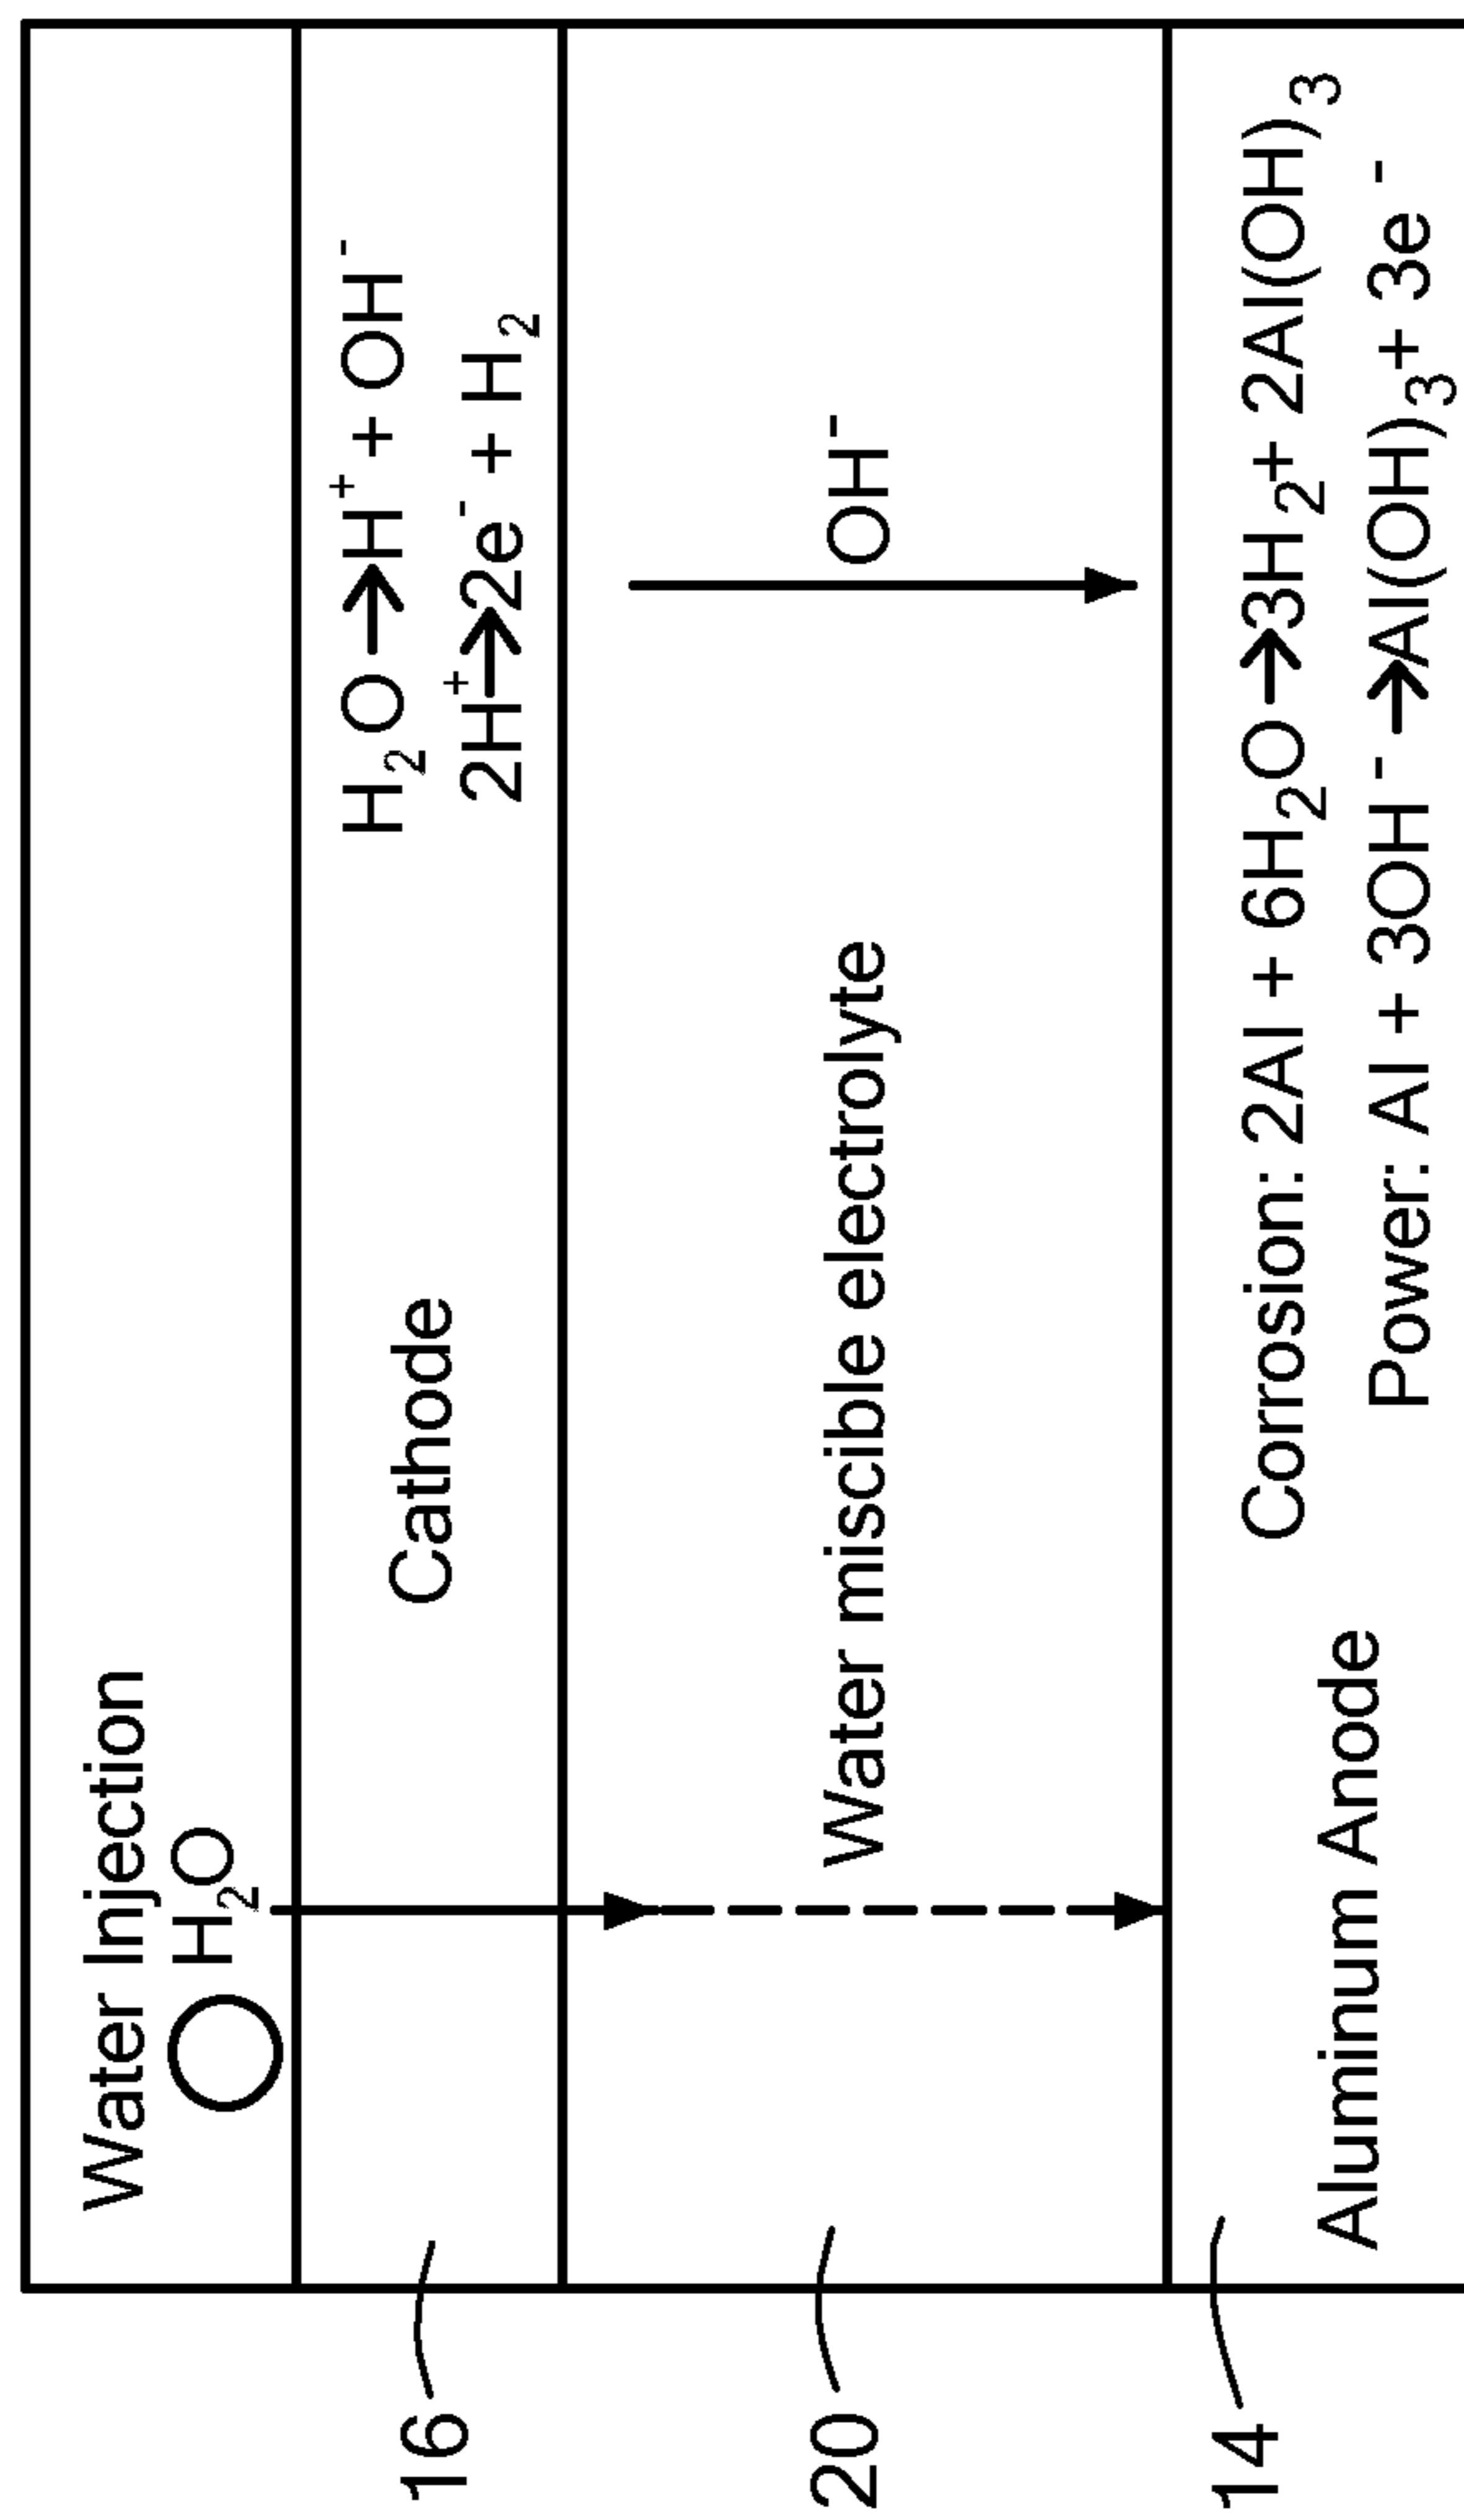 Water Injection
H₂O
16
Cathode
H₂O → H⁺ + OH⁻
2H⁺ → 2e⁻ + H₂
20
Water miscible electrolyte
OH⁻
14
Aluminum Anode
Corrosion: 2Al + 6H₂O → 3H₂ + 2Al(OH)₃
Power: Al + 3OH⁻ → Al(OH)₃ + 3e⁻